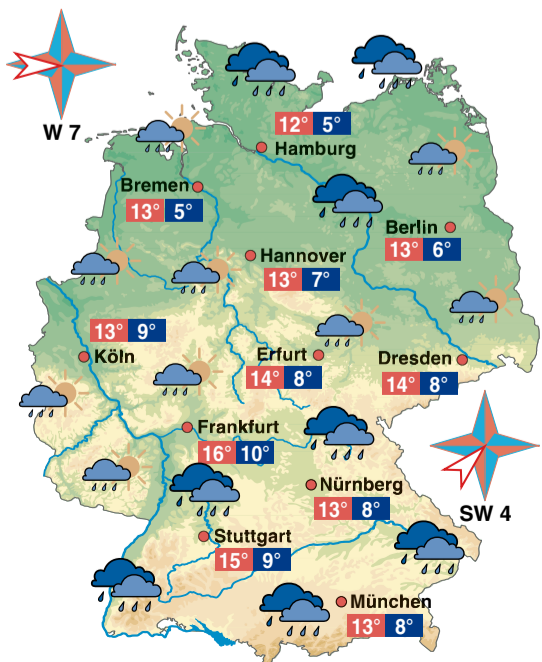 W 7
12° 5°
Hamburg
Bremen
13° 5°
Berlin
13° 6°
Hannover
13° 7°
13° 9°
Köln
Erfurt
14° 8°
Dresden
14° 8°
Frankfurt
16° 10°
Nürnberg
13° 8°
SW 4
Stuttgart
15° 9°
München
13° 8°